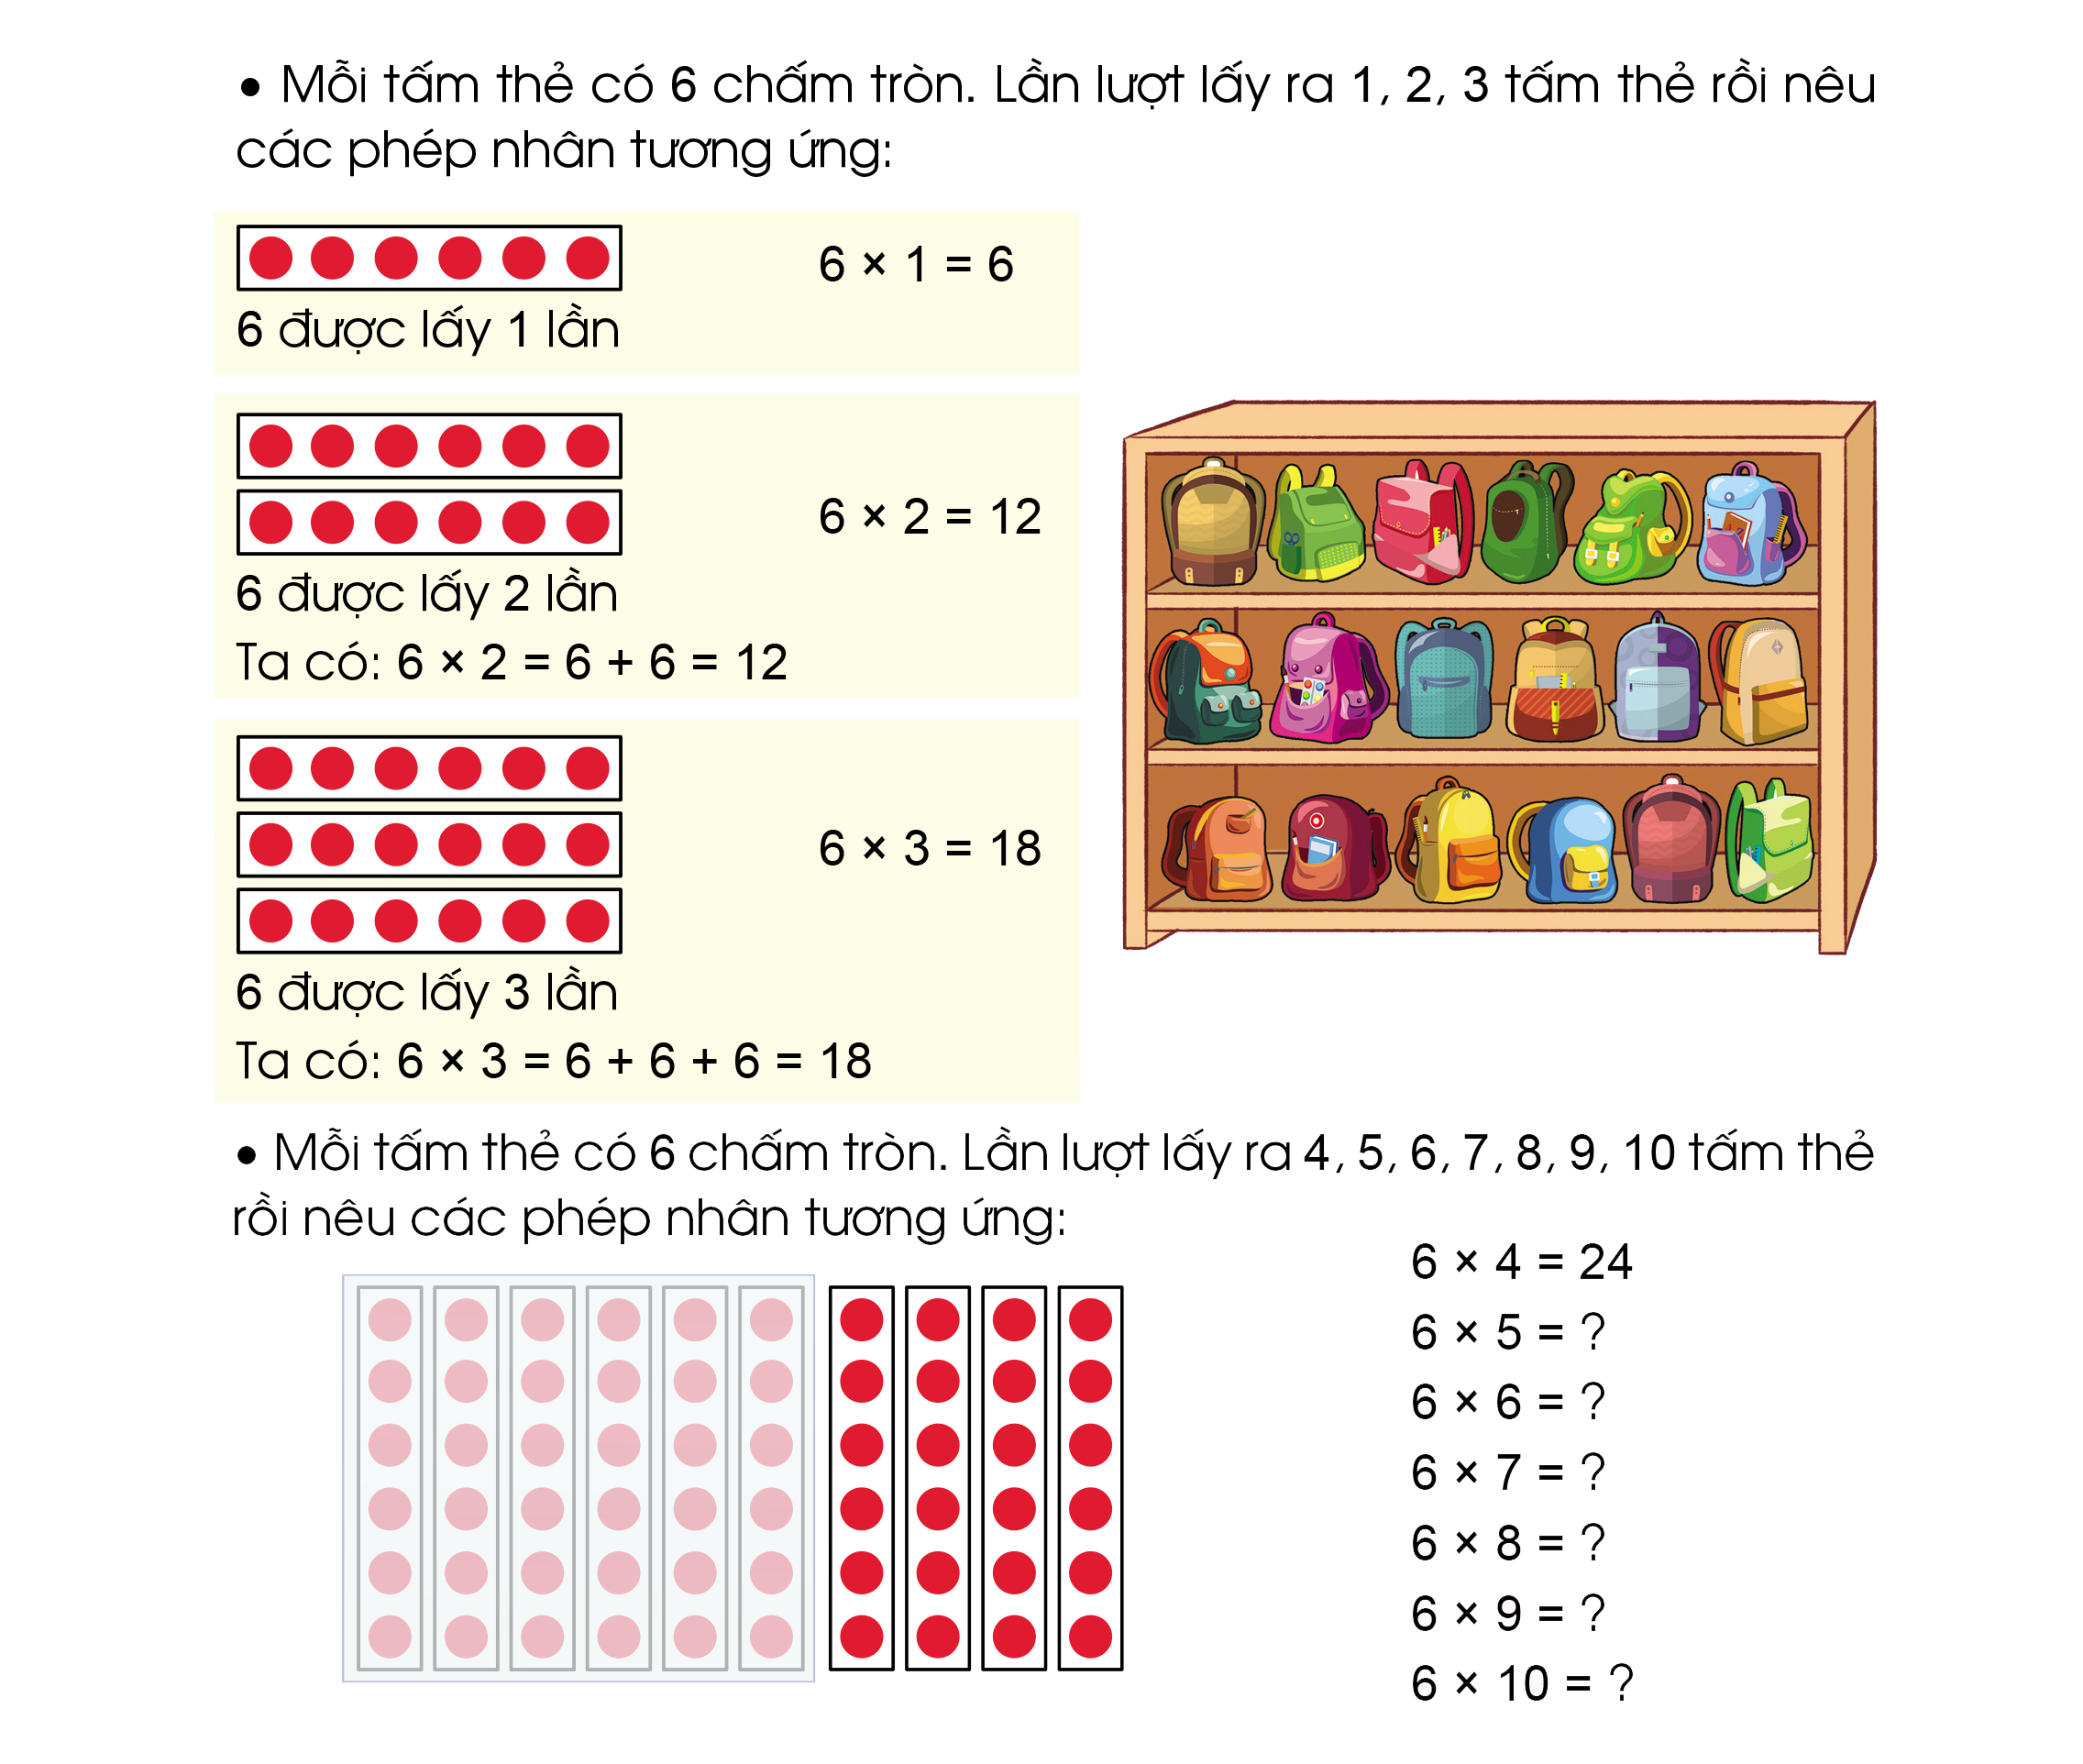 • Mỗi tấm thẻ có 6 chấm tròn. Lần lượt lấy ra 1, 2, 3 tấm thẻ rồi nêu
các phép nhân tương ứng:
6 × 1 = 6
6 được lấy 1 lần
6 × 2 = 12
6 được lấy 2 lần
Ta có: 6 × 2 = 6 + 6 = 12
6 × 3 = 18
6 được lấy 3 lần
Ta có: 6 × 3 = 6 + 6 + 6 = 18
• Mỗi tấm thẻ có 6 chấm tròn. Lần lượt lấy ra 4, 5, 6, 7, 8, 9, 10 tấm thẻ
rồi nêu các phép nhân tương ứng:
6 × 4 = 24
6 × 5 = ?
6 × 6 = ?
6 × 7 = ?
6 × 8 = ?
6 × 9 = ?
6 × 10 = ?